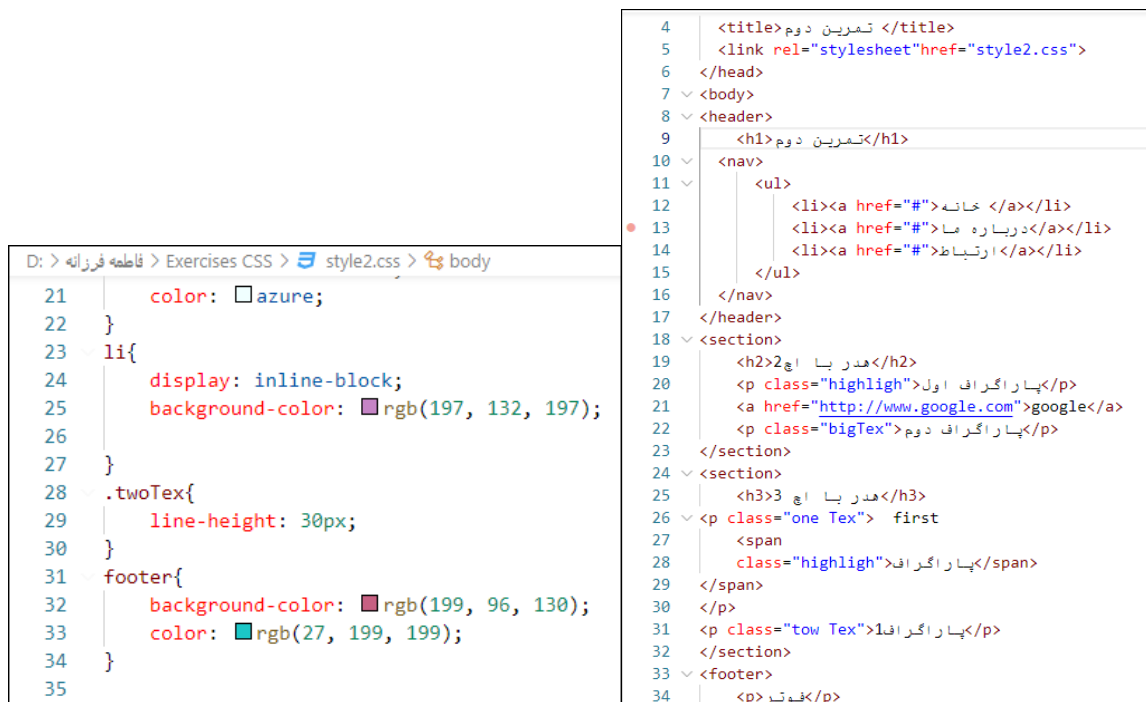 D: > فاطمه فرزانه > Exercises CSS > style2.css > body
21 color: azure;
22 }
23 li{
24 display: inline-block;
25 background-color: rgb(197, 132, 197);
26
27 }
28 .twoTex{
29 line-height: 30px;
30 }
31 footer{
32 background-color: rgb(199, 96, 130);
33 color: rgb(27, 199, 199);
34 }
35
4 <title>تمرین دوم </title>
5 <link rel="stylesheet"href="style2.css">
6 </head>
7 <body>
8 <header>
9 <h1>تمرین دوم</h1>
10 <nav>
11 <ul>
12 <li><a href="#">خانه </a></li>
13 <li><a href="#">درباره ما</a></li>
14 <li><a href="#">ارتباط</a></li>
15 </ul>
16 </nav>
17 </header>
18 <section>
19 <h2>هدر با اچ2</h2>
20 <p class="highligh">پاراگراف اول</p>
21 <a href="http://www.google.com">google</a>
22 <p class="bigTex">پاراگراف دوم</p>
23 </section>
24 <section>
25 <h3>هدر با اچ 3</h3>
26 <p class="one Tex"> first
27 <span
28 class="highligh">پاراگراف</span>
29 </span>
30 </p>
31 <p class="tow Tex">پاراگراف1</p>
32 </section>
33 <footer>
34 <p>فوتر</p>